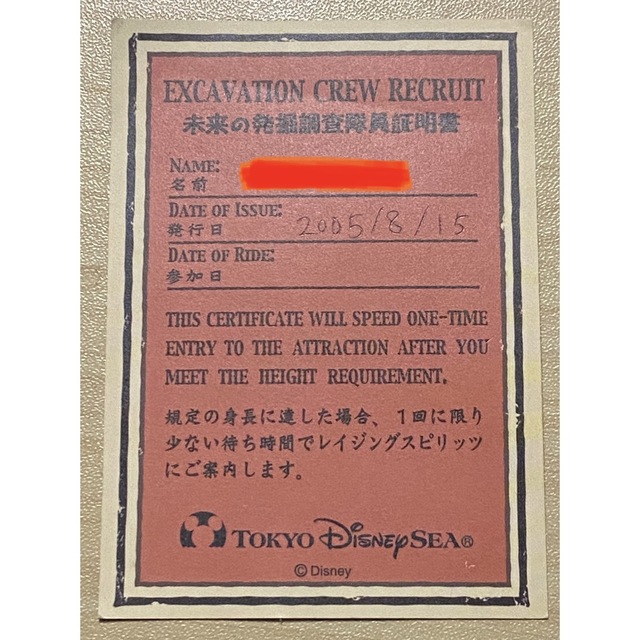 EXCAVATION CREW RECRUIT
未来の発掘調査隊員証明書
NAME:
名前
DATE OF ISSUE:
発行日 2005/8/15
DATE OF RIDE:
参加日
THIS CERTIFICATE WILL SPEED ONE-TIME
ENTRY TO THE ATTRACTION AFTER YOU
MEET THE HEIGHT REQUIREMENT.
規定の身長に達した場合、1回に限り
少ない待ち時間でレイジングスピリッツ
にご案内します。
TOKYO DISNEYSEA®
© Disney